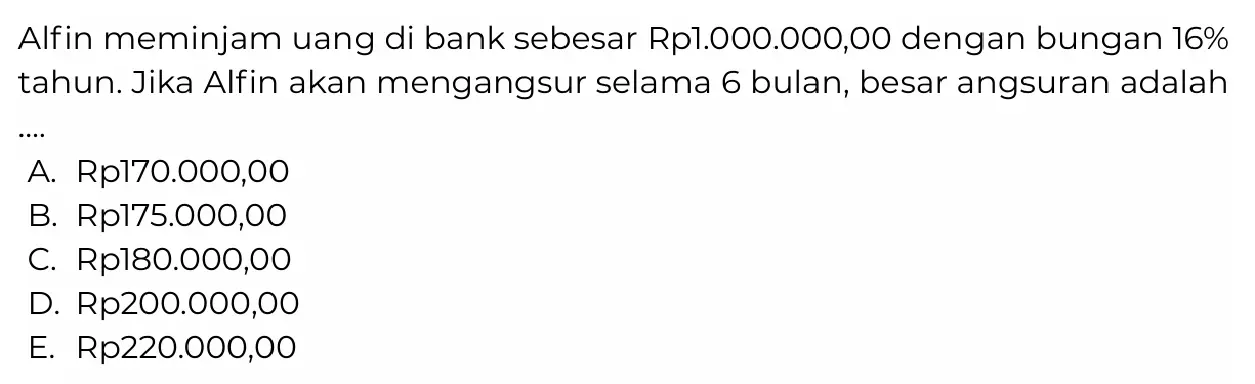 Alfin meminjam uang di bank sebesar Rp1.000.000,00 dengan bungan 16%
tahun. Jika Alfin akan mengangsur selama 6 bulan, besar angsuran adalah
....
A. Rp170.000,00
B. Rp175.000,00
C. Rp180.000,00
D. Rp200.000,00
E. Rp220.000,00